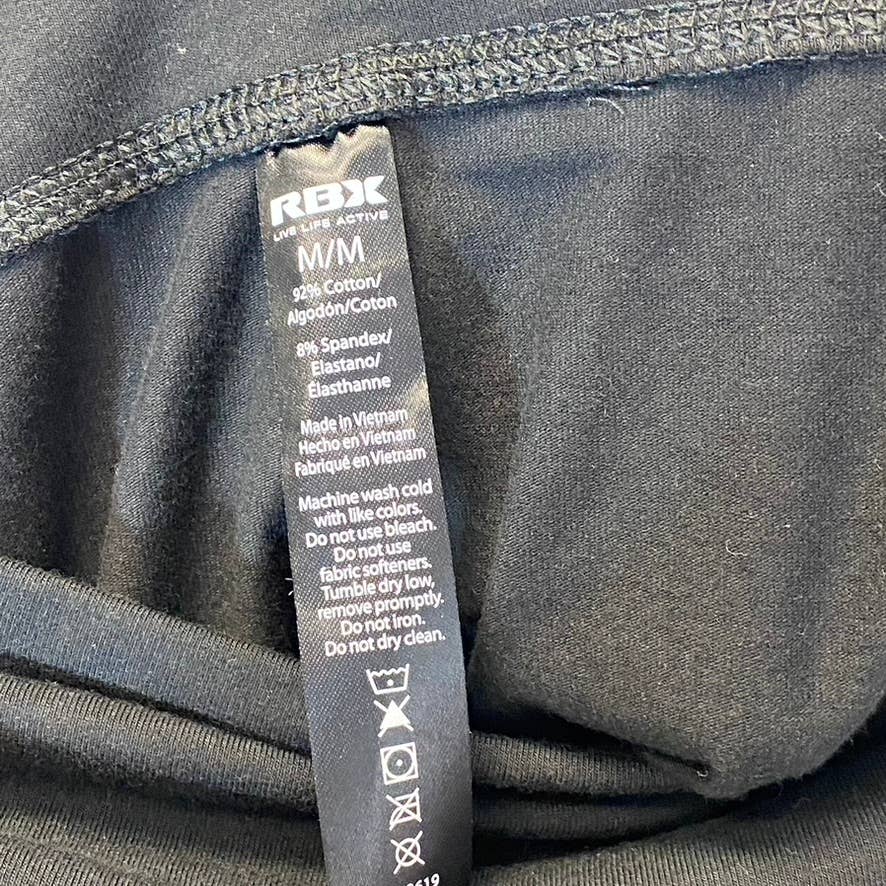 RBX
LIVE LIFE ACTIVE
M/M
92% Cotton/
Algodón/Coton
8% Spandex/
Elastano/
Élasthanne
Made in Vietnam
Hecho en Vietnam
Fabriqué en Vietnam
Machine wash cold
with like colors.
Do not use bleach.
Do not use
fabric softeners.
Tumble dry low,
remove promptly.
Do not iron.
Do not dry clean.